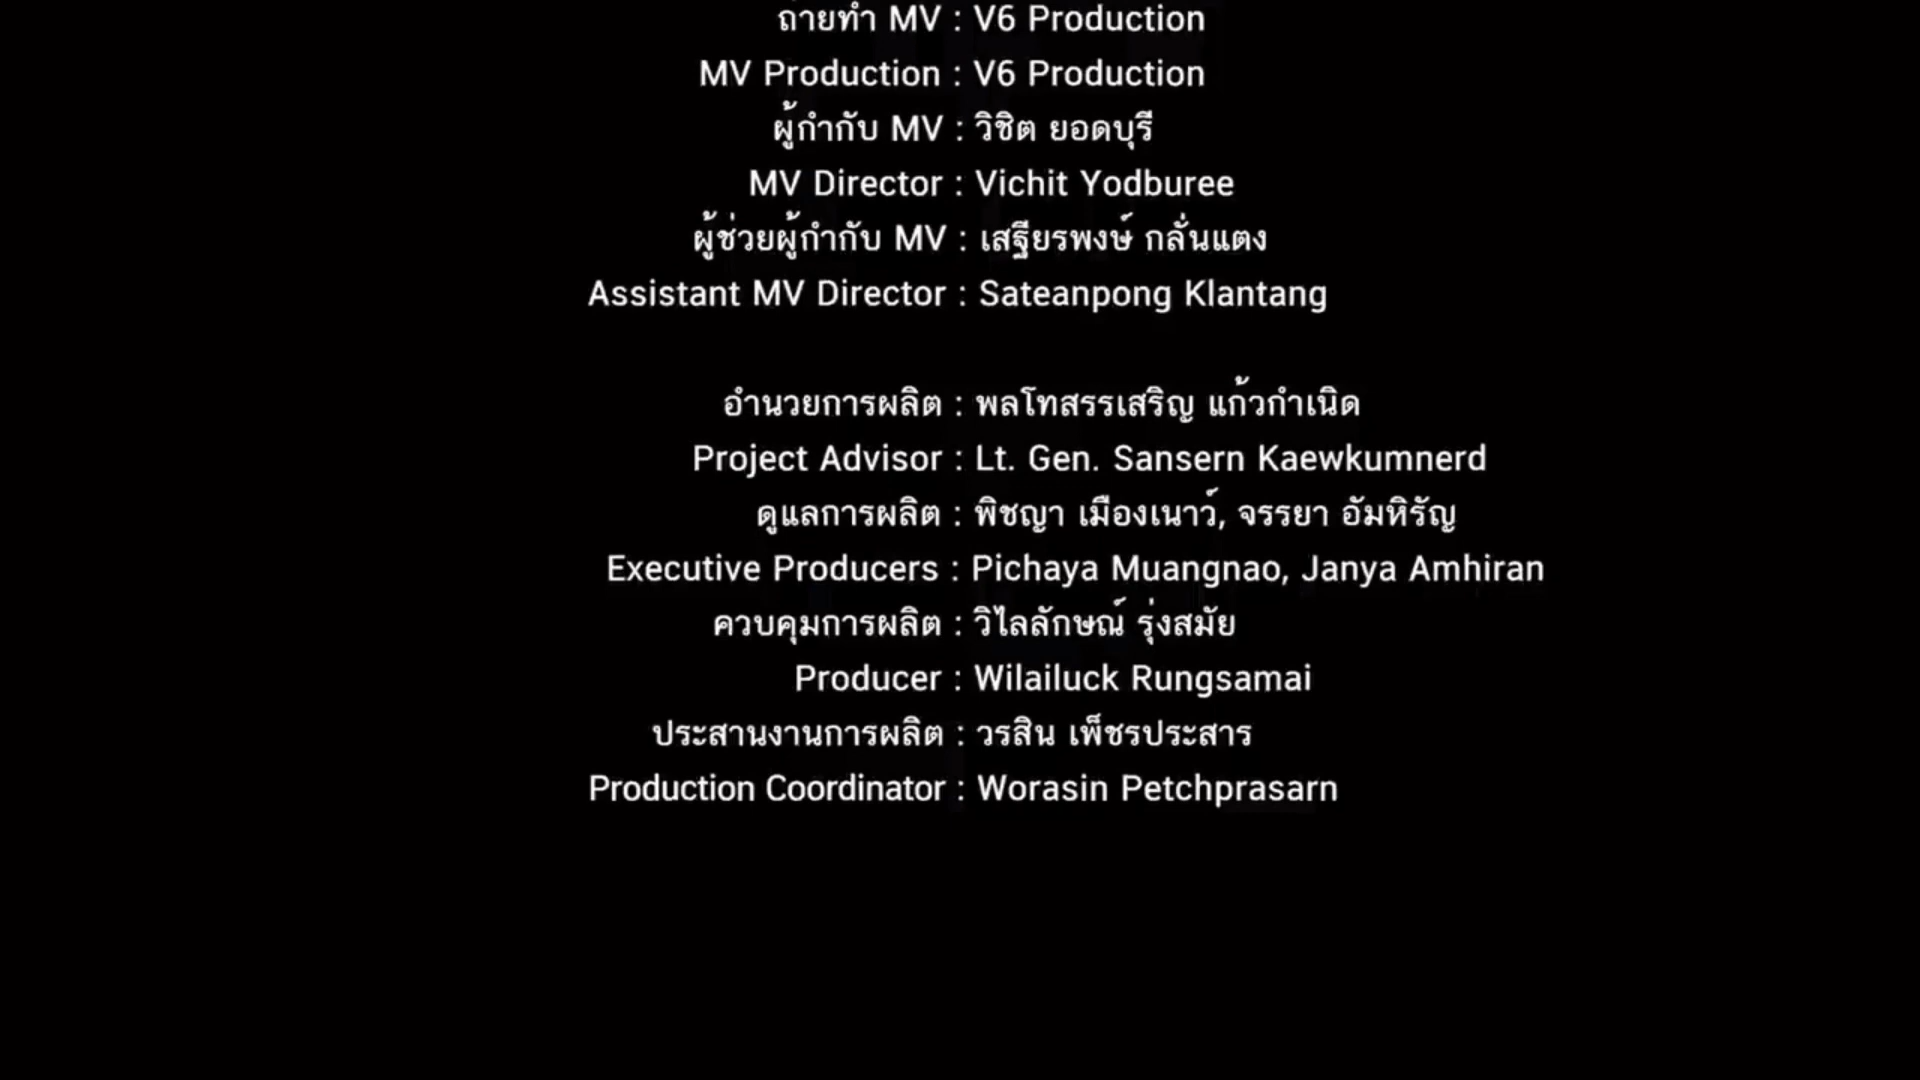 ถ่ายทำ MV : V6 Production
MV Production : V6 Production
ผู้กำกับ MV : วิชิต ยอดบุรี
MV Director : Vichit Yodburee
ผู้ช่วยผู้กำกับ MV : เสฐียรพงษ์ กลั่นแตง
Assistant MV Director : Sateanpong Klantang
อำนวยการผลิต : พลโทสรรเสริญ แก้วกำเนิด
Project Advisor : Lt. Gen. Sansern Kaewkumnerd
ดูแลการผลิต : พิชญา เมืองเนาว์, จรรยา อัมหิรัญ
Executive Producers : Pichaya Muangnao, Janya Amhiran
ควบคุมการผลิต : วิไลลักษณ์ รุ่งสมัย
Producer : Wilailuck Rungsamai
ประสานงานการผลิต : วรสิน เพ็ชรประสาร
Production Coordinator : Worasin Petchprasarn